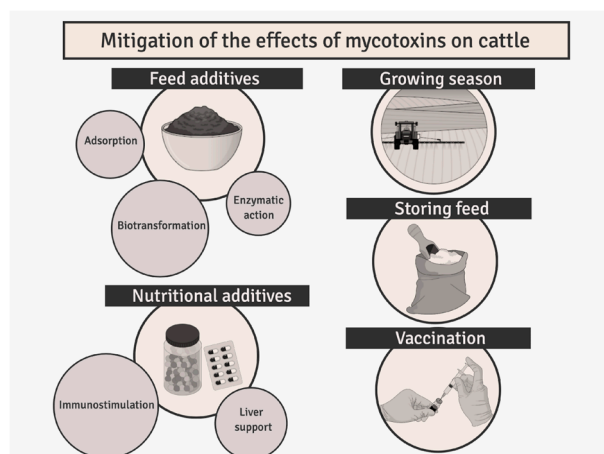 Mitigation of the effects of mycotoxins on cattle
Feed additives
Adsorption
Biotransformation
Enzymatic
action
Nutritional additives
Immunostimulation
Liver
support
Growing season
Storing feed
Vaccination